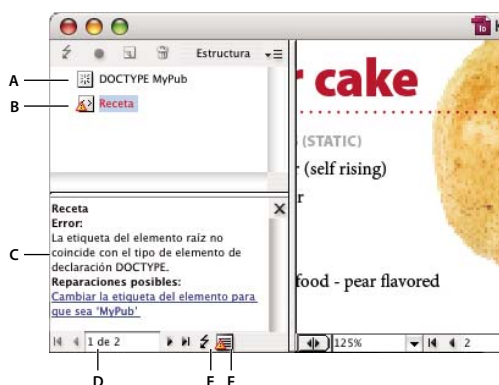 Estructura
A
DOCTYPE MyPub
B
Receta
cake
(STATIC)
(self rising)
r
Receta
Error:
La etiqueta del elemento raíz no
coincide con el tipo de elemento de
declaración DOCTYPE.
Reparaciones posibles:
Cambiar la etiqueta del elemento para
que sea 'MyPub'
C
food - pear flavored
1 de 2
125%
2
D
E
F